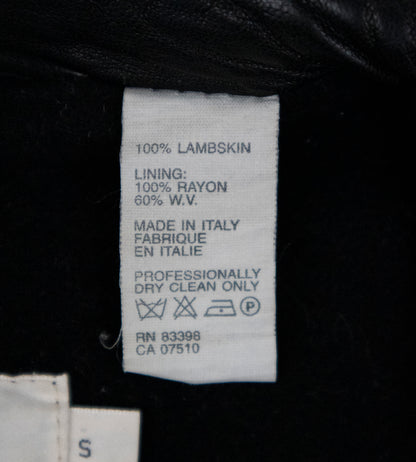 100% LAMBSKIN
LINING:
100% RAYON
60% W.V.
MADE IN ITALY
FABRIQUE
EN ITALIE
PROFESSIONALLY
DRY CLEAN ONLY
P
RN 83398
CA 07510
S